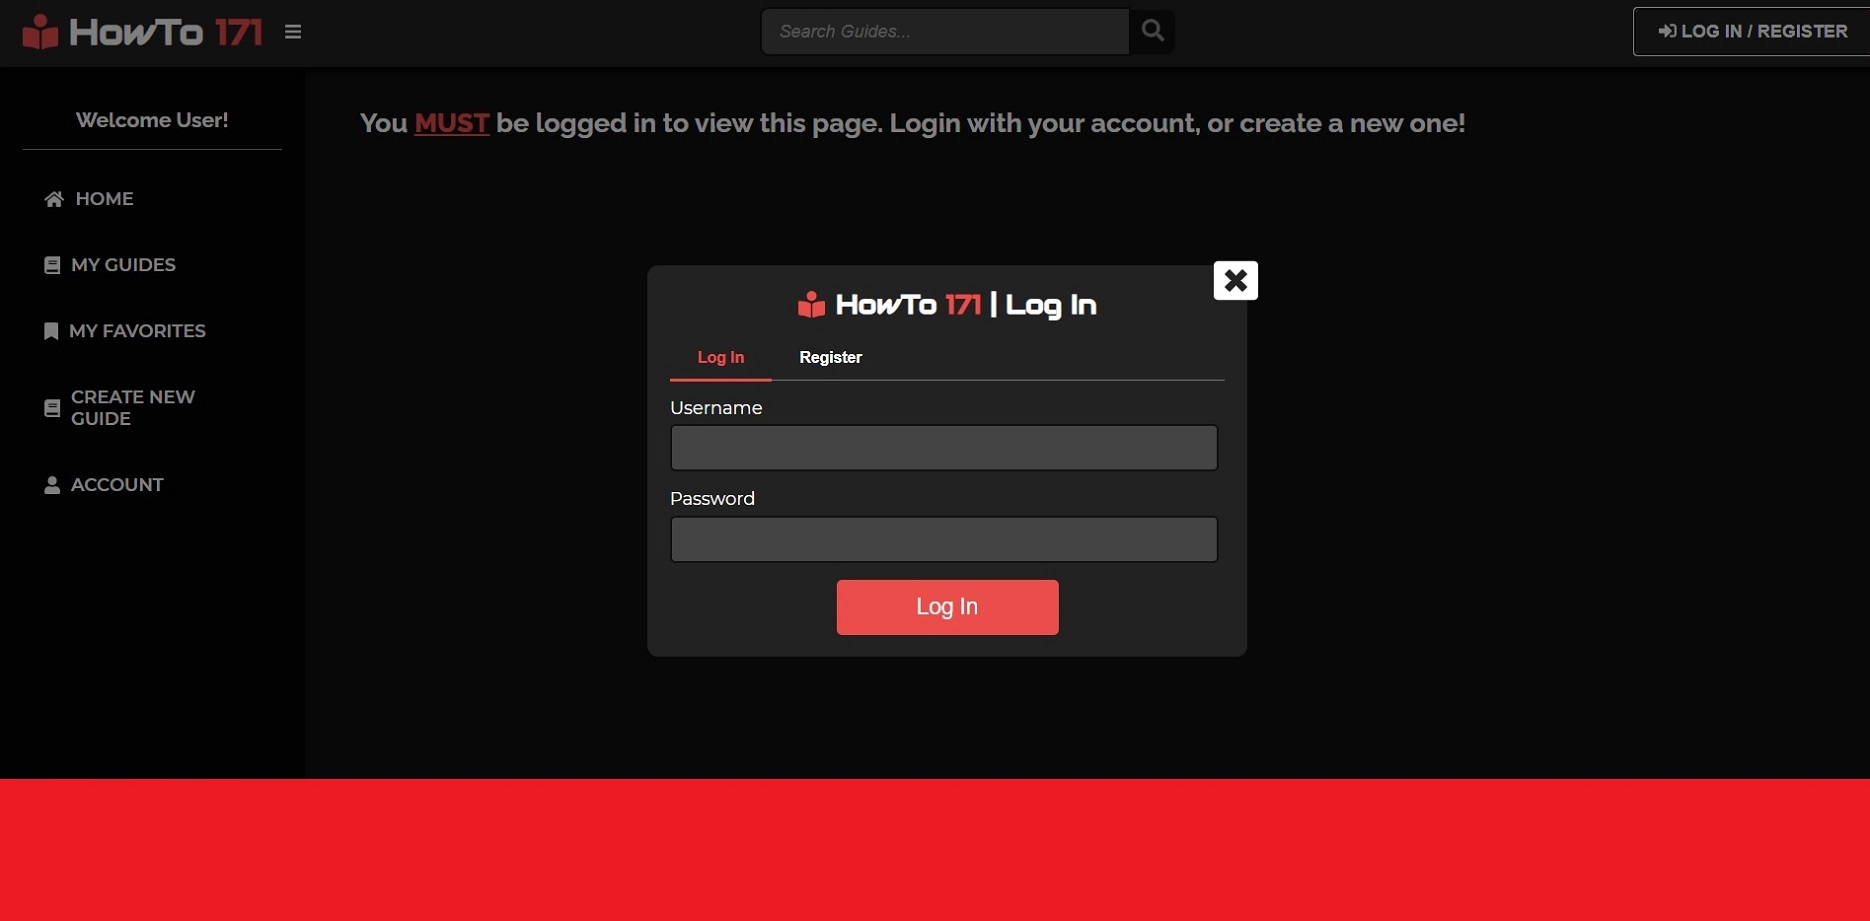 HowTo 171
Search Guides...
LOG IN / REGISTER
Welcome User!
HOME
MY GUIDES
MY FAVORITES
CREATE NEW
GUIDE
ACCOUNT
You MUST be logged in to view this page. Login with your account, or create a new one!
HowTo 171 | Log In
Log In
Register
Username
Password
Log In